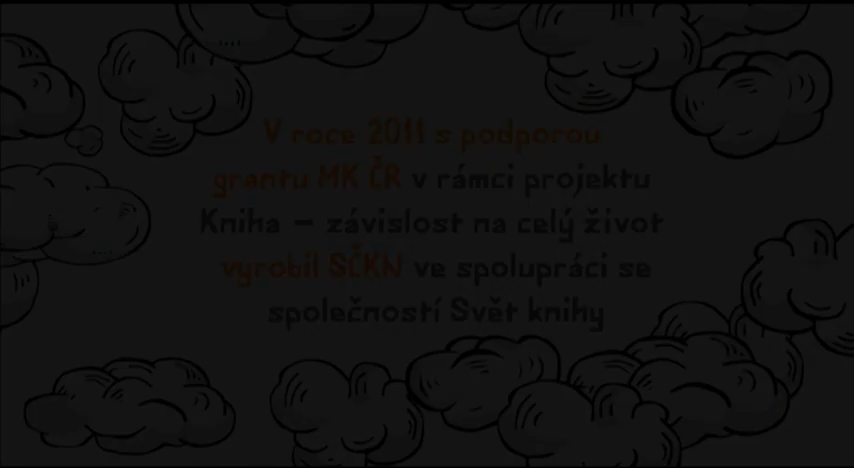 V roce 2011 s podporou
grantu MK ČR v rámci projektu
Kniha – závislost na celý život
vyrobil SČKN ve spolupráci se
společností Svět knihy